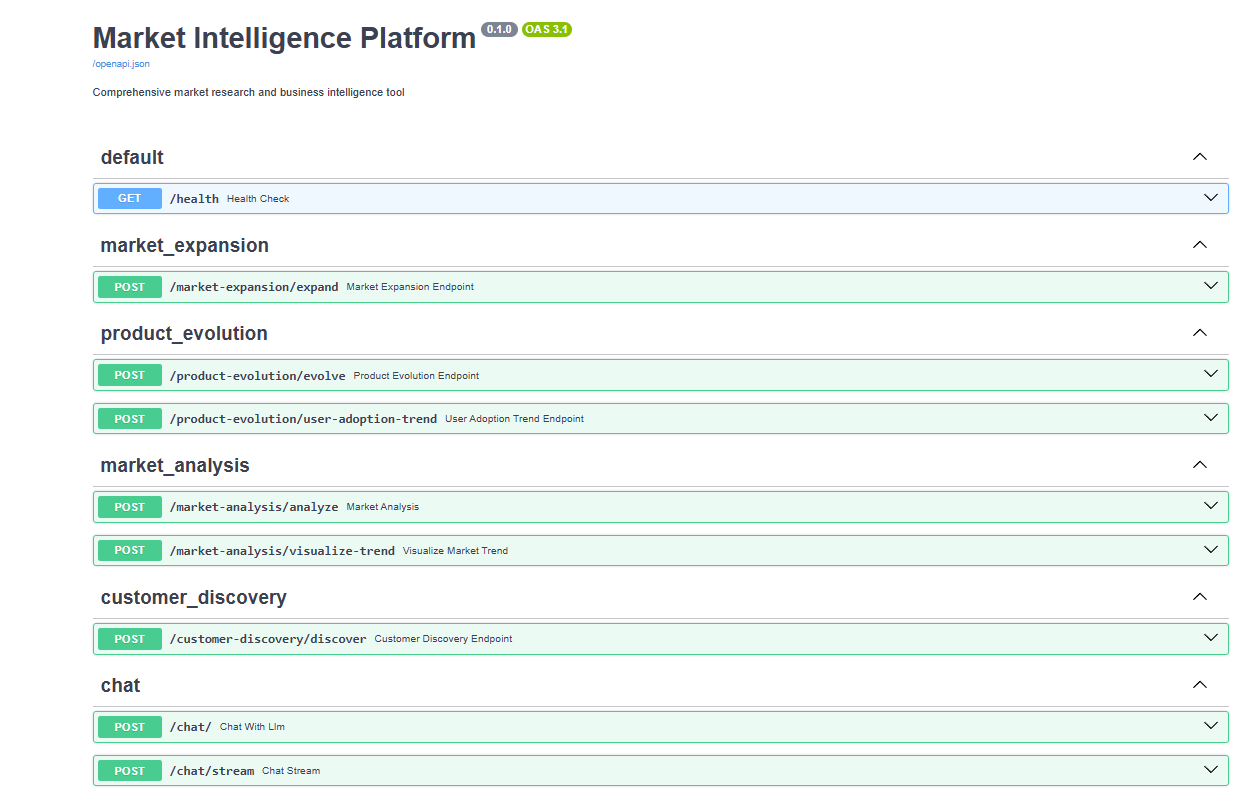 Market Intelligence Platform 0.1.0 OAS 3.1
/openapi.json
Comprehensive market research and business intelligence tool
default
GET /health Health Check
market_expansion
POST /market-expansion/expand Market Expansion Endpoint
product_evolution
POST /product-evolution/evolve Product Evolution Endpoint
POST /product-evolution/user-adoption-trend User Adoption Trend Endpoint
market_analysis
POST /market-analysis/analyze Market Analysis
POST /market-analysis/visualize-trend Visualize Market Trend
customer_discovery
POST /customer-discovery/discover Customer Discovery Endpoint
chat
POST /chat/ Chat With Llm
POST /chat/stream Chat Stream